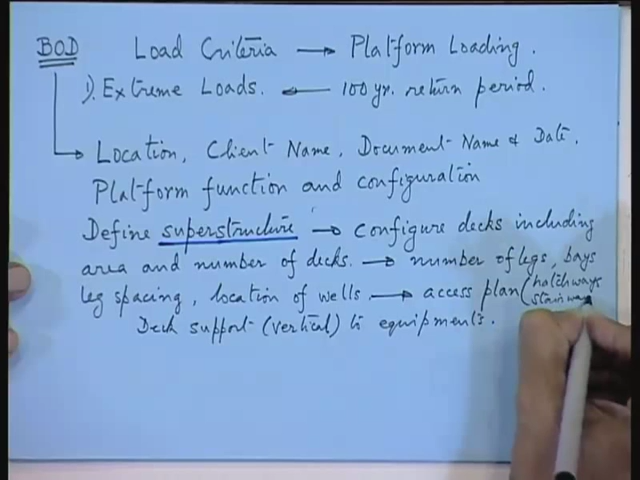 BOD Load Criteria → Platform Loading.
1). Extreme Loads. ← 100 yr. return period.
→ Location, Client Name, Document Name & Date,
Platform function and configuration
Define superstructure → configure decks including
area and number of decks. → number of legs, bays
leg spacing, location of wells → access plan (hatchways
stairway
Deck support (vertical) to equipments.